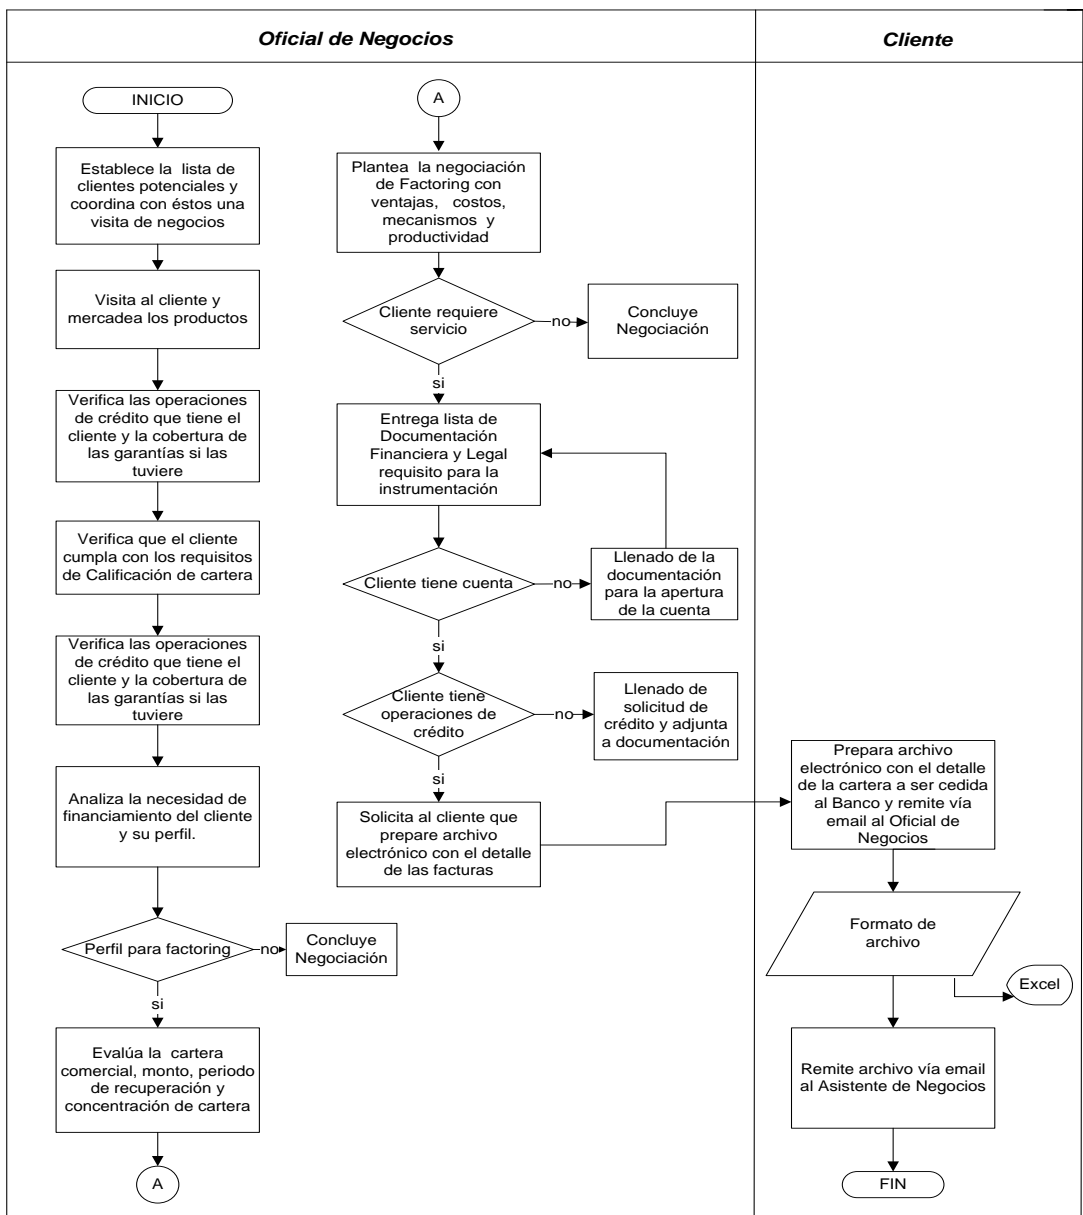 Oficial de Negocios
Cliente
INICIO
Establece la lista de
clientes potenciales y
coordina con éstos una
visita de negocios
Visita al cliente y
mercadea los productos
Verifica las operaciones
de crédito que tiene el
cliente y la cobertura de
las garantías si las
tuviere
Verifica que el cliente
cumpla con los requisitos
de Calificación de cartera
Verifica las operaciones
de crédito que tiene el
cliente y la cobertura de
las garantías si las
tuviere
Analiza la necesidad de
financiamiento del cliente
y su perfil.
Perfil para factoring
no
Concluye
Negociación
si
Evalúa la cartera
comercial, monto, periodo
de recuperación y
concentración de cartera
A
A
Plantea la negociación
de Factoring con
ventajas, costos,
mecanismos y
productividad
Cliente requiere
servicio
no
Concluye
Negociación
si
Entrega lista de
Documentación
Financiera y Legal
requisito para la
instrumentación
Cliente tiene cuenta
no
Llenado de la
documentación
para la apertura
de la cuenta
si
Cliente tiene
operaciones de
crédito
no
Llenado de
solicitud de
crédito y adjunta
a documentación
si
Solicita al cliente que
prepare archivo
electrónico con el detalle
de las facturas
Prepara archivo
electrónico con el detalle
de la cartera a ser cedida
al Banco y remite vía
email al Oficial de
Negocios
Formato de
archivo
Excel
Remite archivo vía email
al Asistente de Negocios
FIN